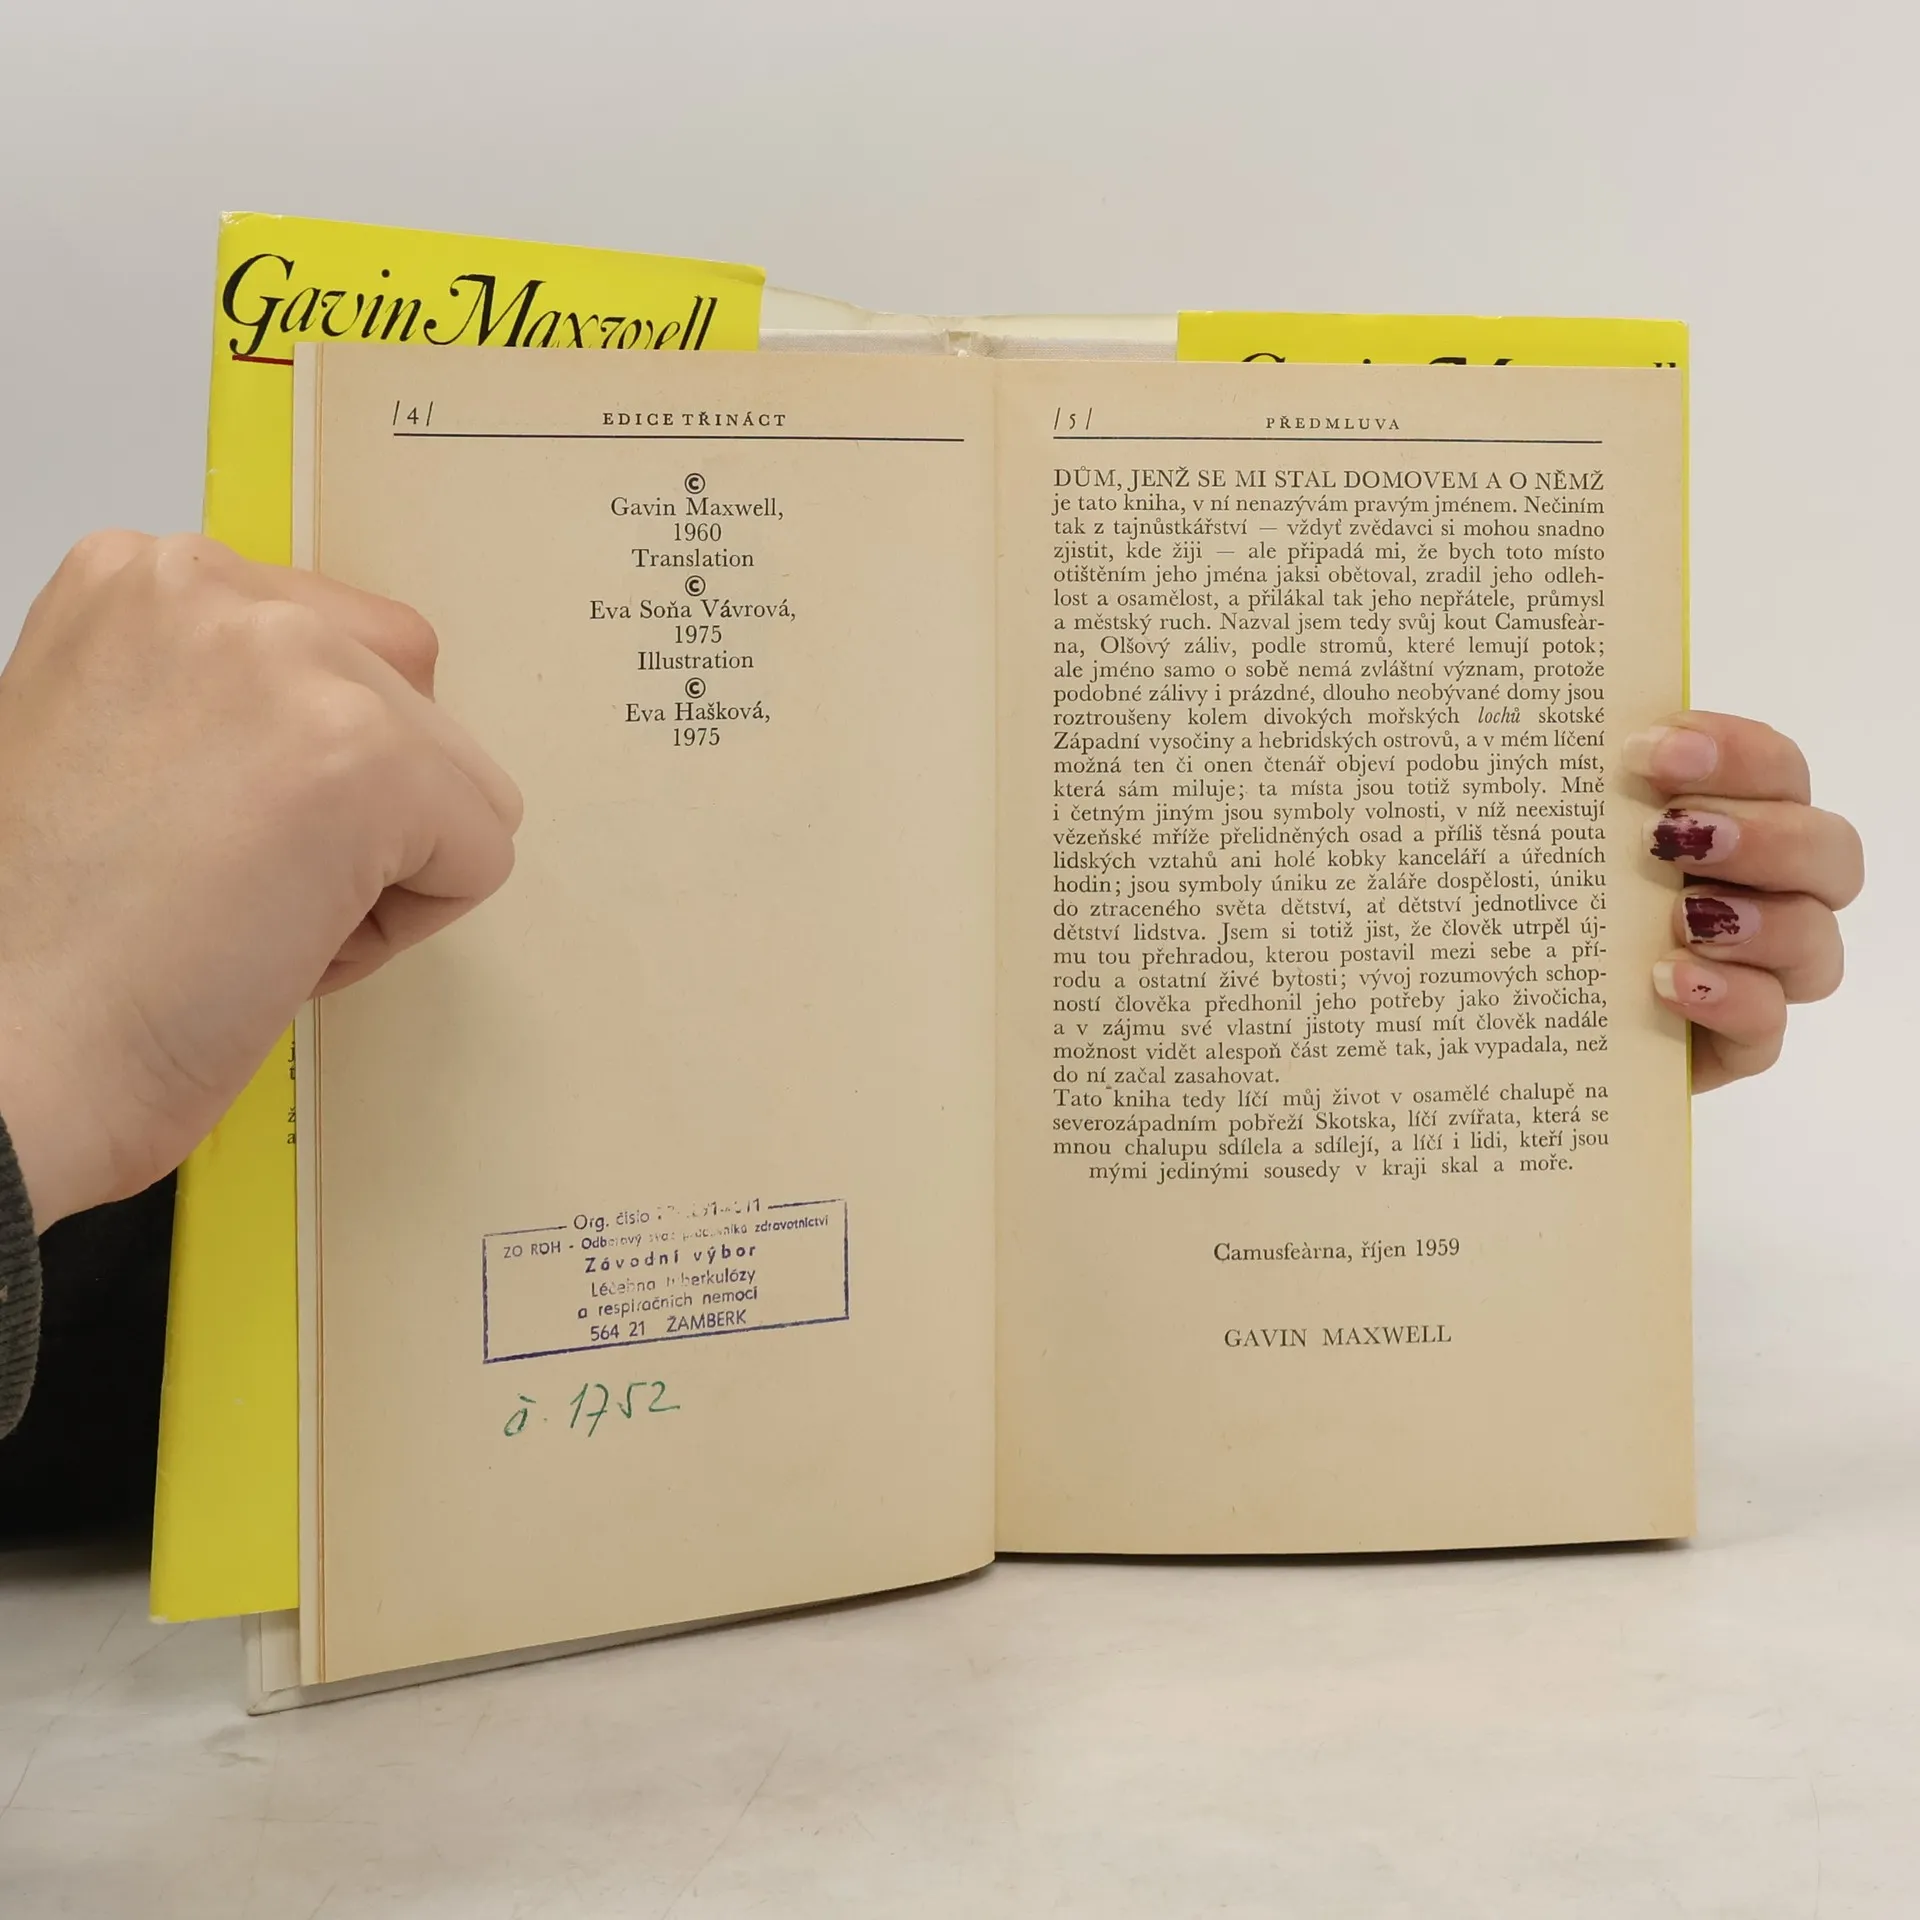 Gavin Maxwell
/4/ EDICE TŘINÁCT
©
Gavin Maxwell,
1960
Translation
©
Eva Soňa Vávrová,
1975
Illustration
©
Eva Hašková,
1975
Org. číslo
ZO ROH - Odborový svaz pracovníků zdravotnictví
Závodní výbor
Léčebna tuberkulózy
a respiračních nemocí
564 21 ŽAMBERK
č. 1752
/5/ PŘEDMLUVA
DŮM, JENŽ SE MI STAL DOMOVEM A O NĚMŽ
je tato kniha, v ní nenazývám pravým jménem. Nečiním
tak z tajnůstkářství — vždyť zvědavci si mohou snadno
zjistit, kde žiji — ale připadá mi, že bych toto místo
otištěním jeho jména jaksi obětoval, zradil jeho odleh-
lost a osamělost, a přilákal tak jeho nepřátele, průmysl
a městský ruch. Nazval jsem tedy svůj kout Camusfeàr-
na, Olšový záliv, podle stromů, které lemují potok;
ale jméno samo o sobě nemá zvláštní význam, protože
podobné zálivy i prázdné, dlouho neobývané domy jsou
roztroušeny kolem divokých mořských lochů skotské
Západní vysočiny a hebridských ostrovů, a v mém líčení
možná ten či onen čtenář objeví podobu jiných míst,
která sám miluje; ta místa jsou totiž symboly. Mně
i četným jiným jsou symboly volnosti, v níž neexistují
vězeňské mříže přelidněných osad a příliš těsná pouta
lidských vztahů ani holé kobky kanceláří a úředních
hodin; jsou symboly úniku ze žaláře dospělosti, úniku
do ztraceného světa dětství, ať dětství jednotlivce či
dětství lidstva. Jsem si totiž jist, že člověk utrpěl új-
mu tou přehradou, kterou postavil mezi sebe a pří-
rodu a ostatní živé bytosti; vývoj rozumových schop-
ností člověka předhonil jeho potřeby jako živočicha,
a v zájmu své vlastní jistoty musí mít člověk nadále
možnost vidět alespoň část země tak, jak vypadala, než
do ní začal zasahovat.
Tato kniha tedy líčí můj život v osamělé chalupě na
severozápadním pobřeží Skotska, líčí zvířata, která se
mnou chalupu sdílela a sdílejí, a líčí i lidi, kteří jsou
mými jedinými sousedy v kraji skal a moře.
Camusfeàrna, říjen 1959
GAVIN MAXWELL